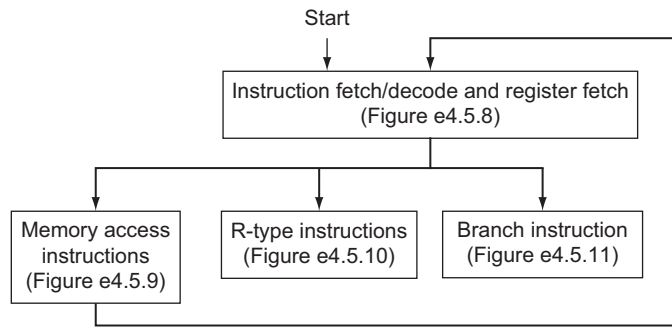 Start
Instruction fetch/decode and register fetch
(Figure e4.5.8)
Memory access
instructions
(Figure e4.5.9)
R-type instructions
(Figure e4.5.10)
Branch instruction
(Figure e4.5.11)